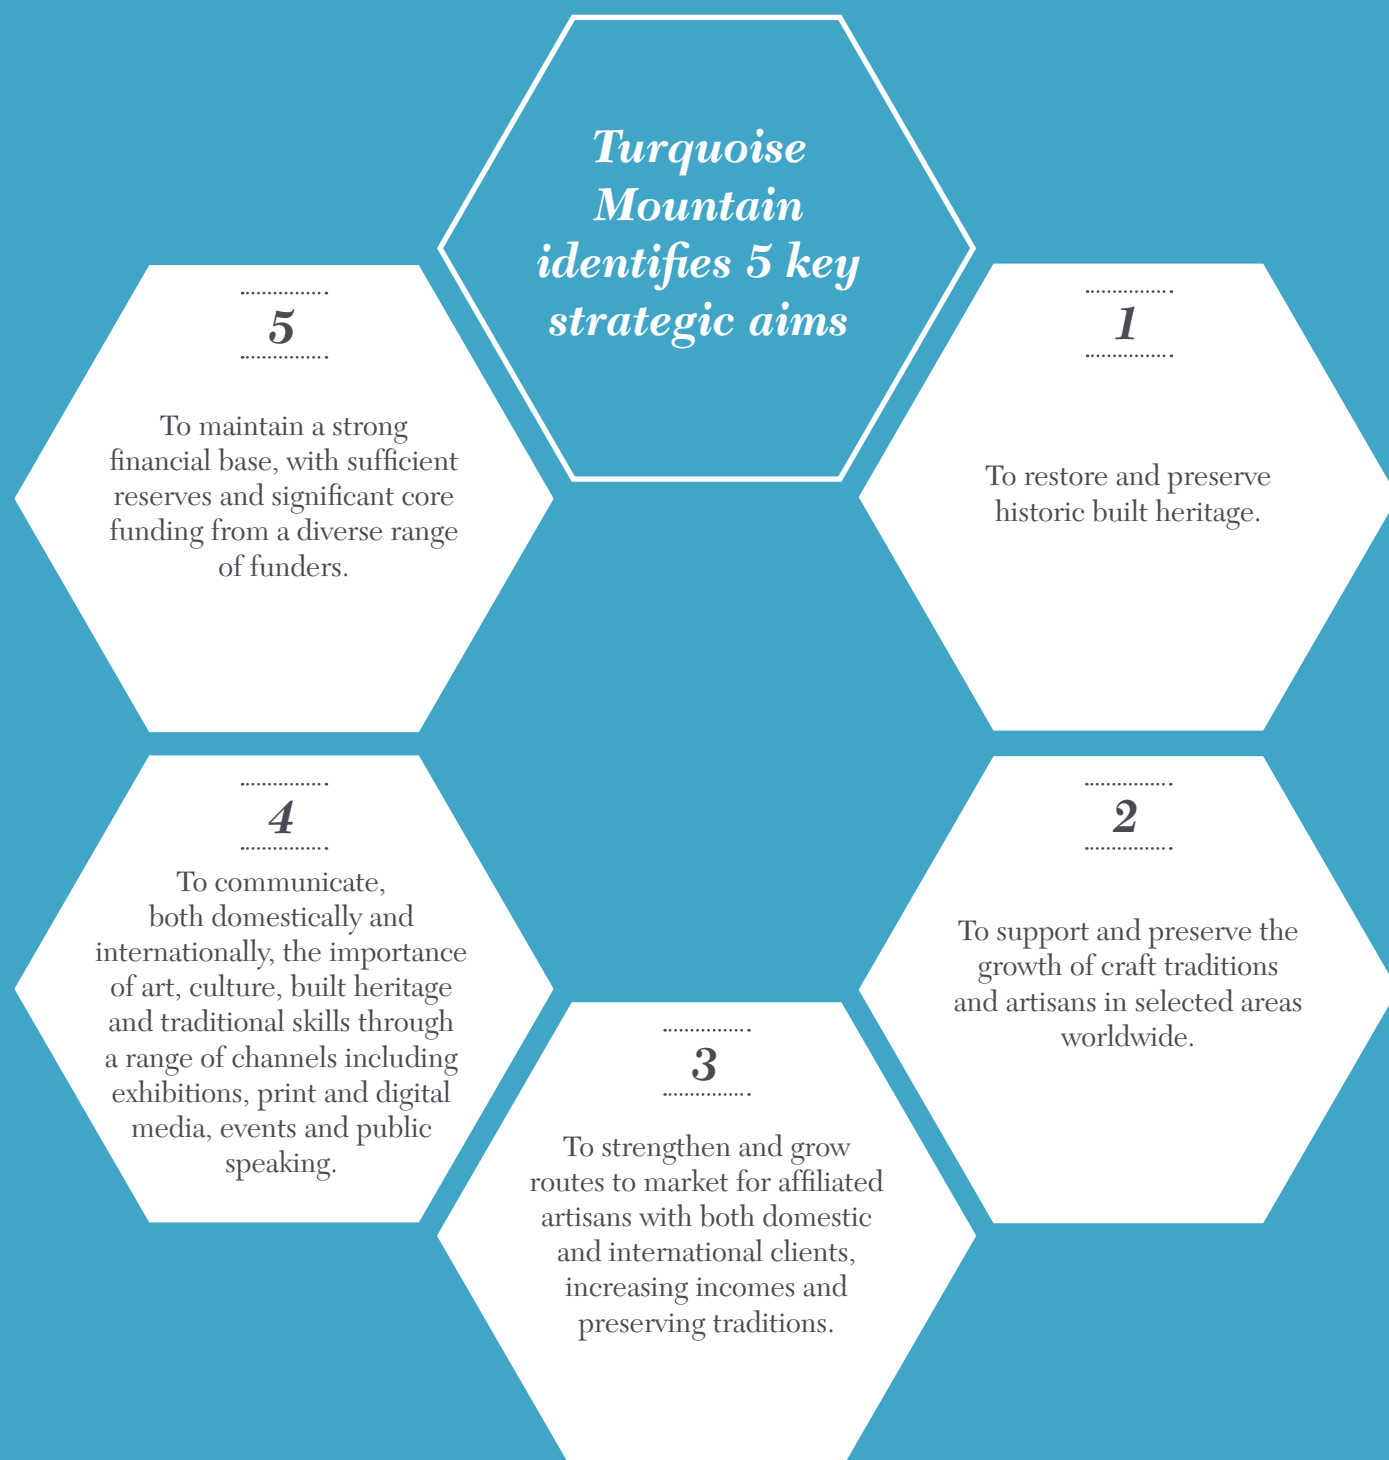 Turquoise
Mountain
identifies 5 key
strategic aims
1
To restore and preserve
historic built heritage.
2
To support and preserve the
growth of craft traditions
and artisans in selected areas
worldwide.
3
To strengthen and grow
routes to market for affiliated
artisans with both domestic
and international clients,
increasing incomes and
preserving traditions.
4
To communicate,
both domestically and
internationally, the importance
of art, culture, built heritage
and traditional skills through
a range of channels including
exhibitions, print and digital
media, events and public
speaking.
5
To maintain a strong
financial base, with sufficient
reserves and significant core
funding from a diverse range
of funders.